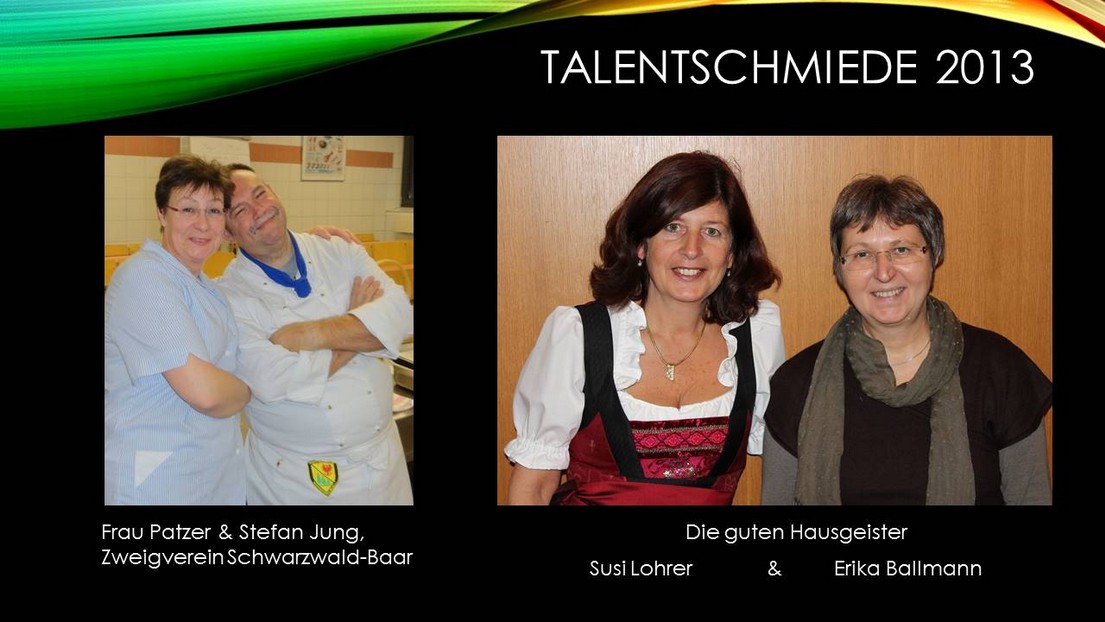 TALENTSCHMIEDE 2013
Frau Patzer & Stefan Jung,
Zweigverein Schwarzwald-Baar
Die guten Hausgeister
Susi Lohrer & Erika Ballmann